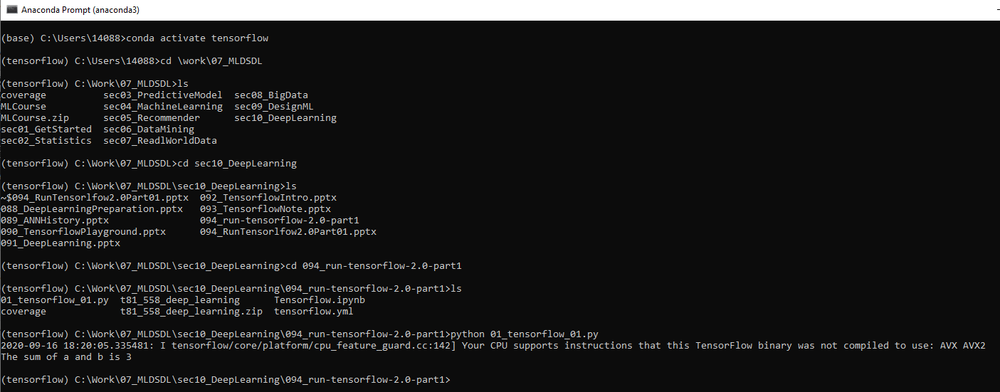 Anaconda Prompt (anaconda3)
(base) C:\Users\14088>conda activate tensorflow
(tensorflow) C:\Users\14088>cd \work\07_MLDSDL
(tensorflow) C:\Work\07_MLDSDL>ls
coverage          sec03_PredictiveModel  sec08_BigData
MLCourse          sec04_MachineLearning  sec09_DesignML
MLCourse.zip      sec05_Recommender      sec10_DeepLearning
sec01_GetStarted  sec06_DataMining
sec02_Statistics  sec07_ReadlWorldData
(tensorflow) C:\Work\07_MLDSDL>cd sec10_DeepLearning
(tensorflow) C:\Work\07_MLDSDL\sec10_DeepLearning>ls
~$094_RunTensorlfow2.0Part01.pptx  092_TensorflowIntro.pptx
088_DeepLearningPreparation.pptx   093_TensorflowNote.pptx
089_ANNHistory.pptx                094_run-tensorflow-2.0-part1
090_TensorflowPlayground.pptx      094_RunTensorlfow2.0Part01.pptx
091_DeepLearning.pptx
(tensorflow) C:\Work\07_MLDSDL\sec10_DeepLearning>cd 094_run-tensorflow-2.0-part1
(tensorflow) C:\Work\07_MLDSDL\sec10_DeepLearning\094_run-tensorflow-2.0-part1>ls
01_tensorflow_01.py  t81_558_deep_learning      Tensorflow.ipynb
coverage             t81_558_deep_learning.zip  tensorflow.yml
(tensorflow) C:\Work\07_MLDSDL\sec10_DeepLearning\094_run-tensorflow-2.0-part1>python 01_tensorflow_01.py
2020-09-16 18:20:05.335481: I tensorflow/core/platform/cpu_feature_guard.cc:142] Your CPU supports instructions that this TensorFlow binary was not compiled to use: AVX AVX2
The sum of a and b is 3
(tensorflow) C:\Work\07_MLDSDL\sec10_DeepLearning\094_run-tensorflow-2.0-part1>